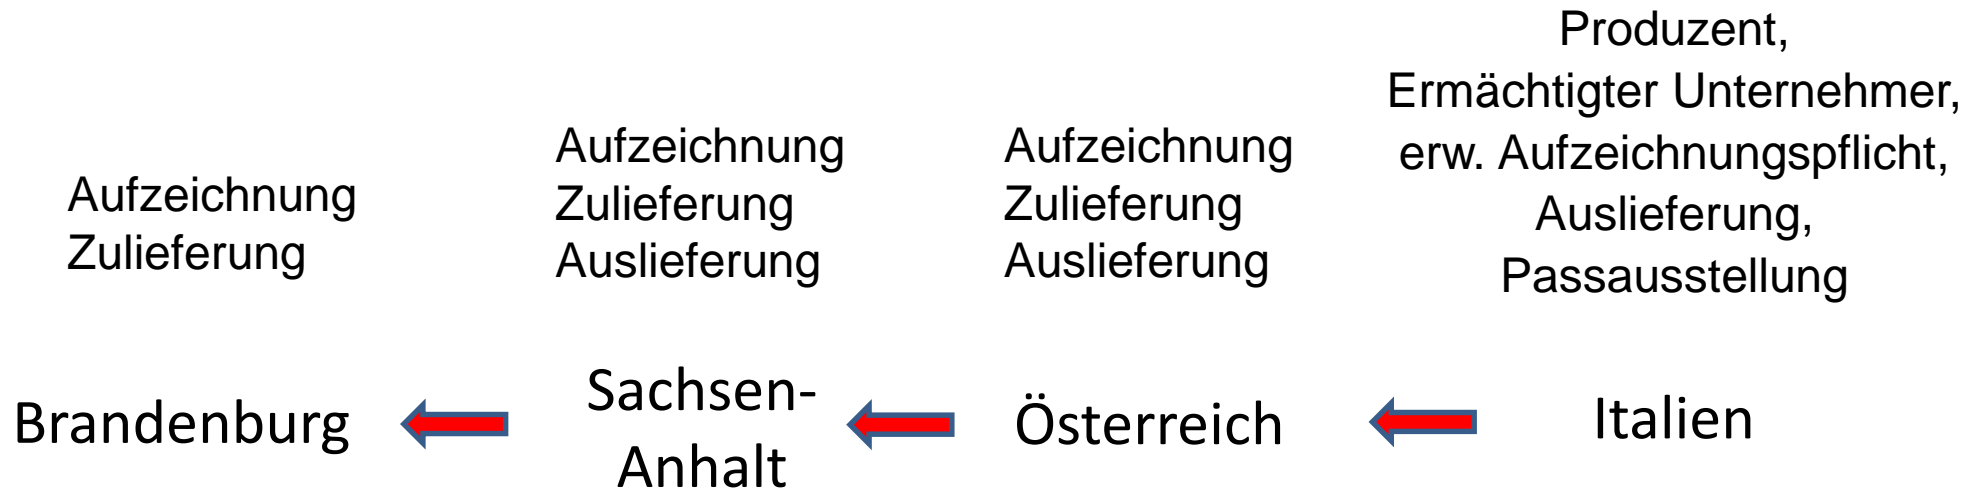 Aufzeichnung
Zulieferung
Aufzeichnung
Zulieferung
Auslieferung
Aufzeichnung
Zulieferung
Auslieferung
Produzent,
Ermächtigter Unternehmer,
erw. Aufzeichnungspflicht,
Auslieferung,
Passausstellung
Brandenburg
Sachsen-
Anhalt
Österreich
Italien